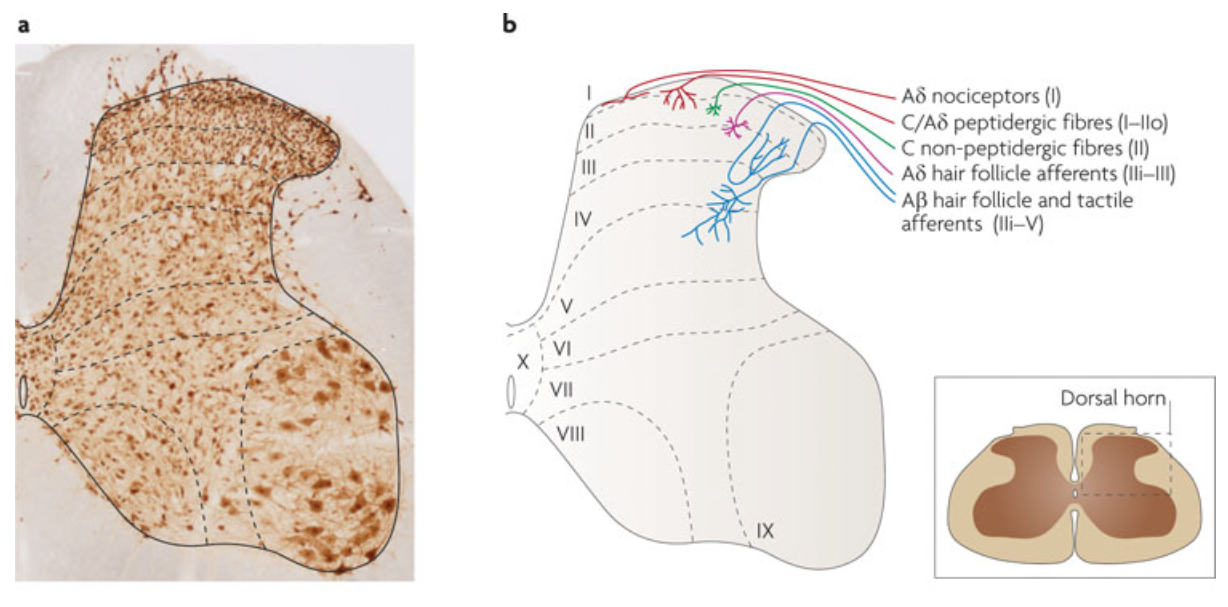 a
b
I
II
III
IV
V
VI
X
VII
VIII
IX
Aδ nociceptors (I)
C/Aδ peptidergic fibres (I–IIo)
C non-peptidergic fibres (II)
Aδ hair follicle afferents (IIi–III)
Aβ hair follicle and tactile
afferents (IIi–V)
Dorsal horn